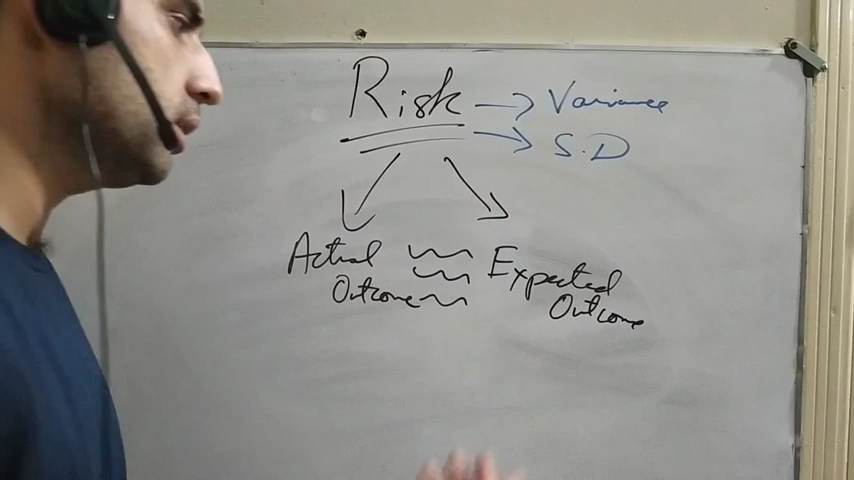 Risk → Variance
→ S.D
Actual Expected
Outcome Outcome